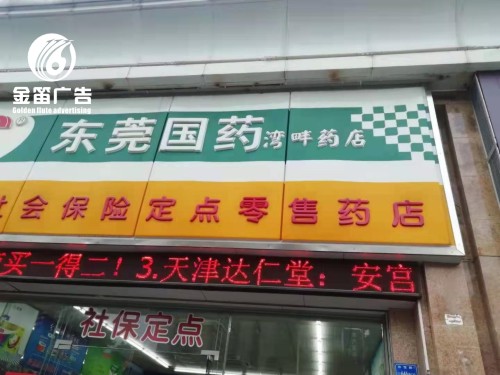 金笛广告
Golden flute advertising
东莞国药湾畔药店
社会保险定点零售药店
买一得二！3.天津达仁堂：安宫
社保定点